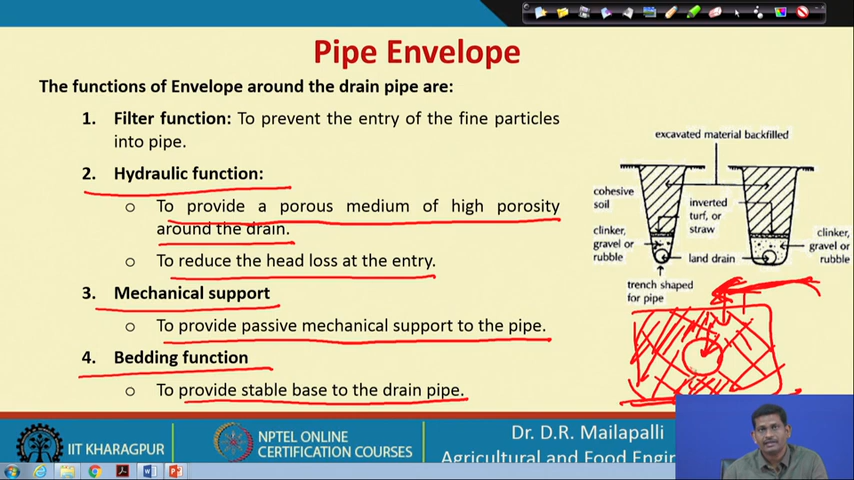 Pipe Envelope
The functions of Envelope around the drain pipe are:
1. Filter function: To prevent the entry of the fine particles
into pipe.
2. Hydraulic function:
o To provide a porous medium of high porosity
around the drain.
o To reduce the head loss at the entry.
3. Mechanical support
o To provide passive mechanical support to the pipe.
4. Bedding function
o To provide stable base to the drain pipe.
excavated material backfilled
cohesive
soil
inverted
turf, or
straw
clinker,
gravel or
rubble
land drain
clinker,
gravel or
rubble
trench shaped
for pipe
IIT KHARAGPUR
NPTEL ONLINE
CERTIFICATION COURSES
Dr. D.R. Mailapalli
Agricultural and Food Engin